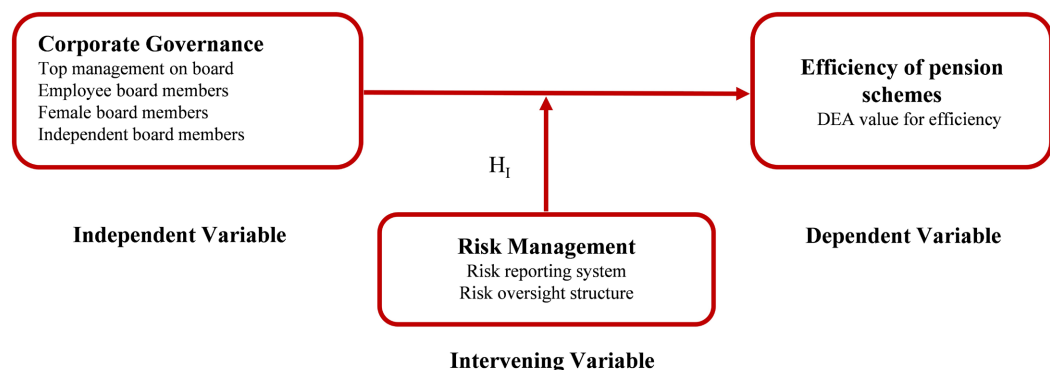 Corporate Governance
Top management on board
Employee board members
Female board members
Independent board members
Efficiency of pension
schemes
DEA value for efficiency
H_I
Independent Variable
Dependent Variable
Risk Management
Risk reporting system
Risk oversight structure
Intervening Variable